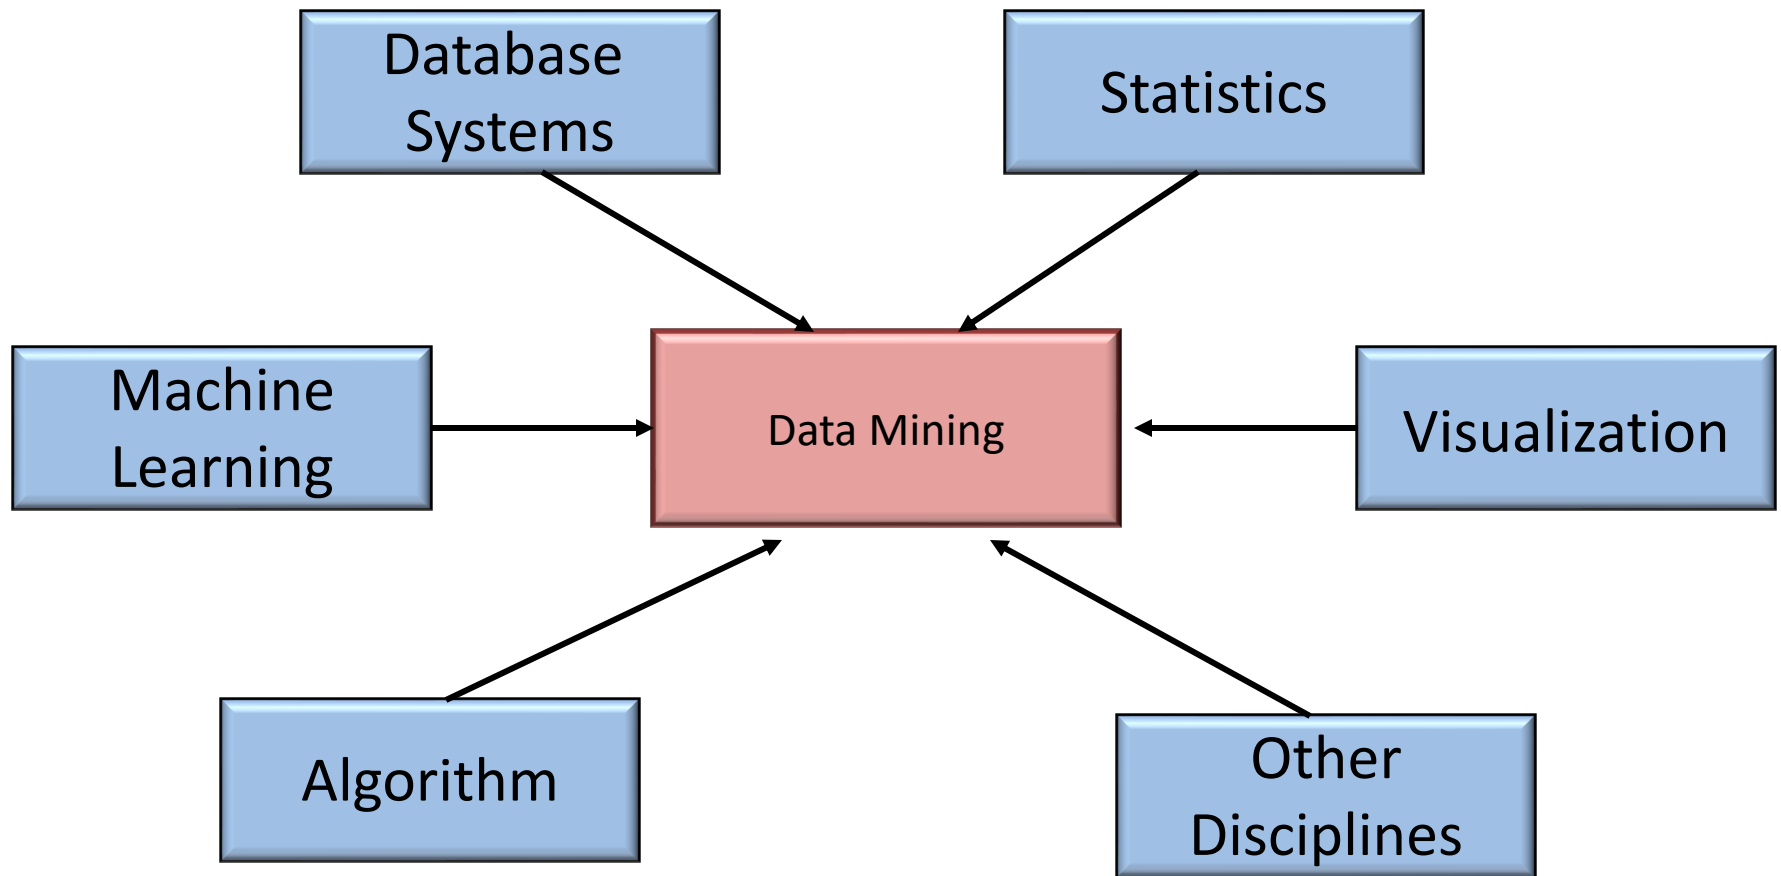 Database
Systems
Statistics
Machine
Learning
Data Mining
Visualization
Algorithm
Other
Disciplines